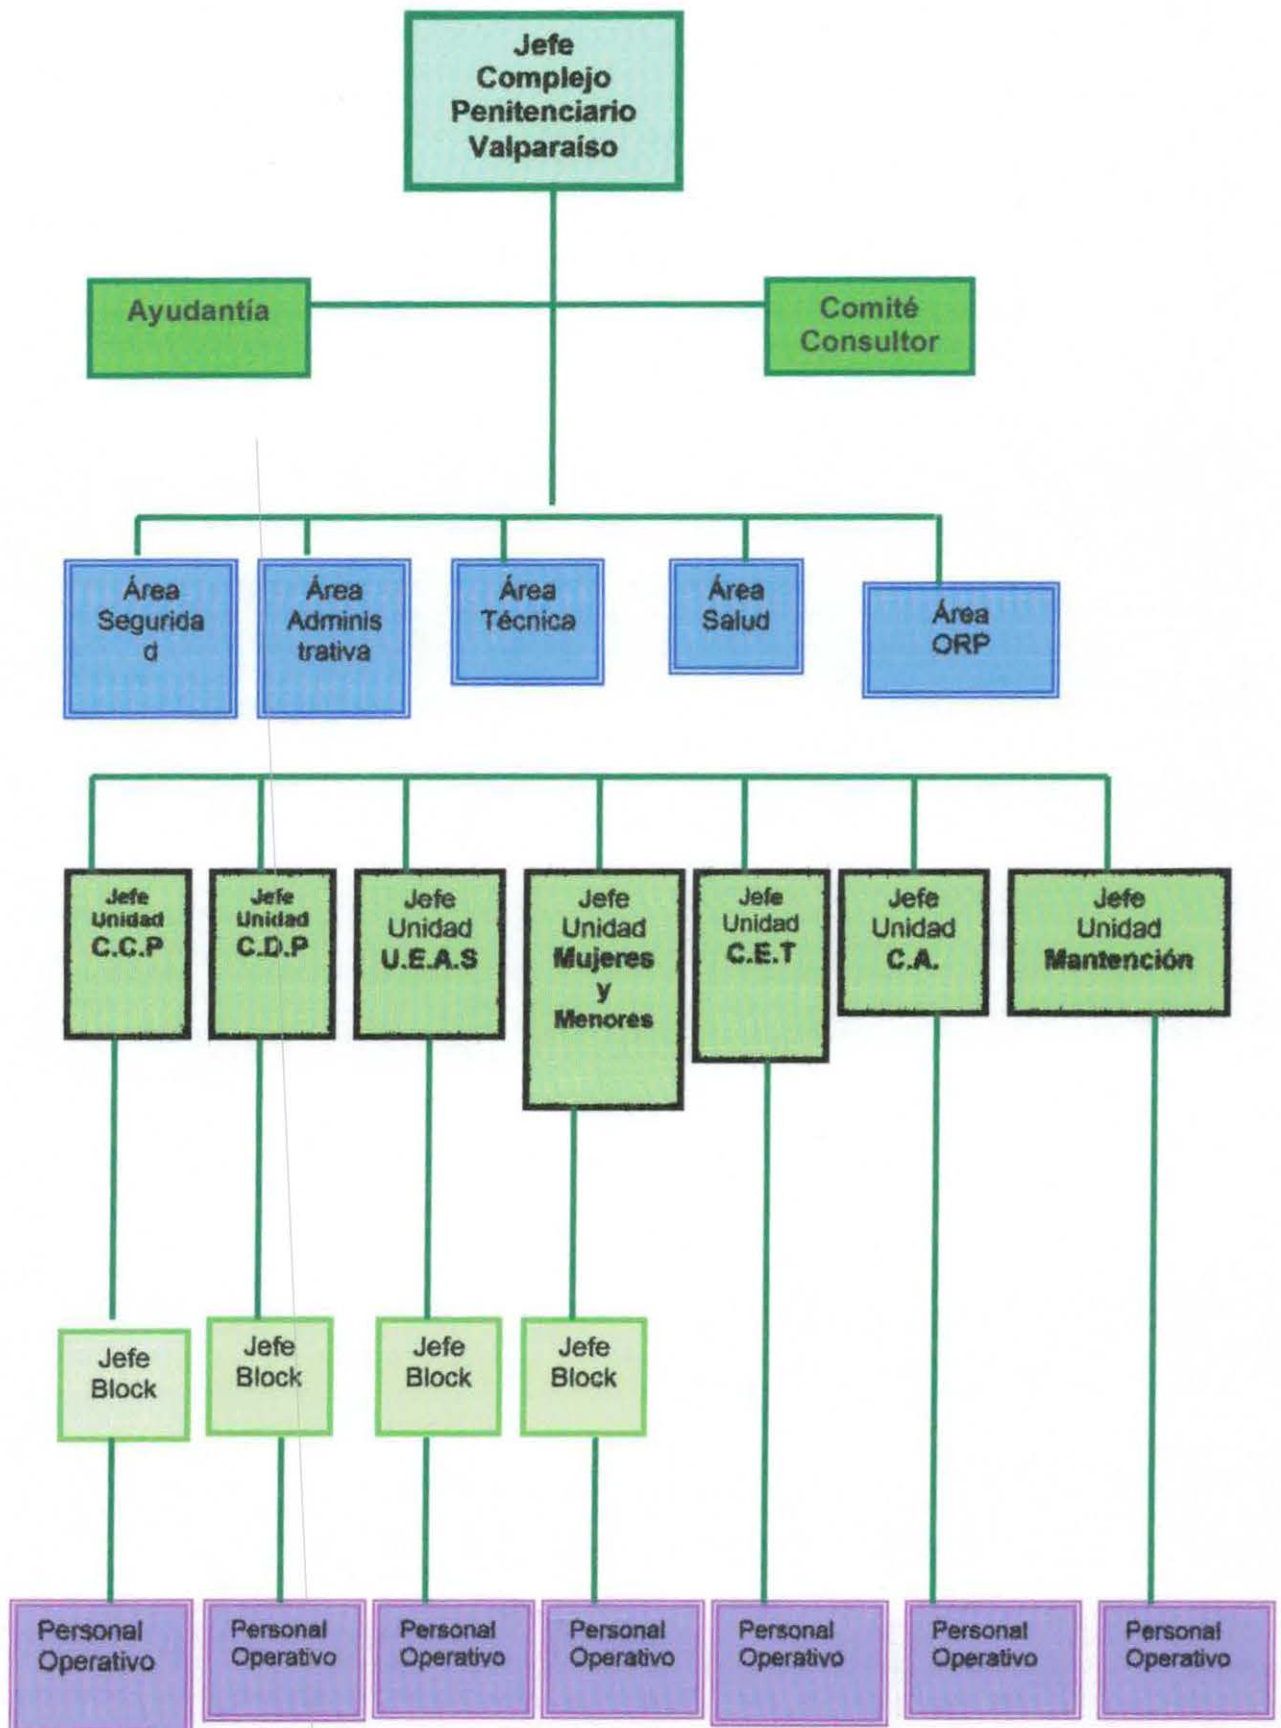 Jefe
Complejo
Penitenciario
Valparaíso
Ayudantía
Comité
Consultor
Área
Segurida
d
Área
Adminis
trativa
Área
Técnica
Área
Salud
Área
ORP
Jefe
Unidad
C.C.P
Jefe
Unidad
C.D.P
Jefe
Unidad
U.E.A.S
Jefe
Unidad
Mujeres
y
Menores
Jefe
Unidad
C.E.T
Jefe
Unidad
C.A.
Jefe
Unidad
Mantención
Jefe
Block
Jefe
Block
Jefe
Block
Jefe
Block
Personal
Operativo
Personal
Operativo
Personal
Operativo
Personal
Operativo
Personal
Operativo
Personal
Operativo
Personal
Operativo